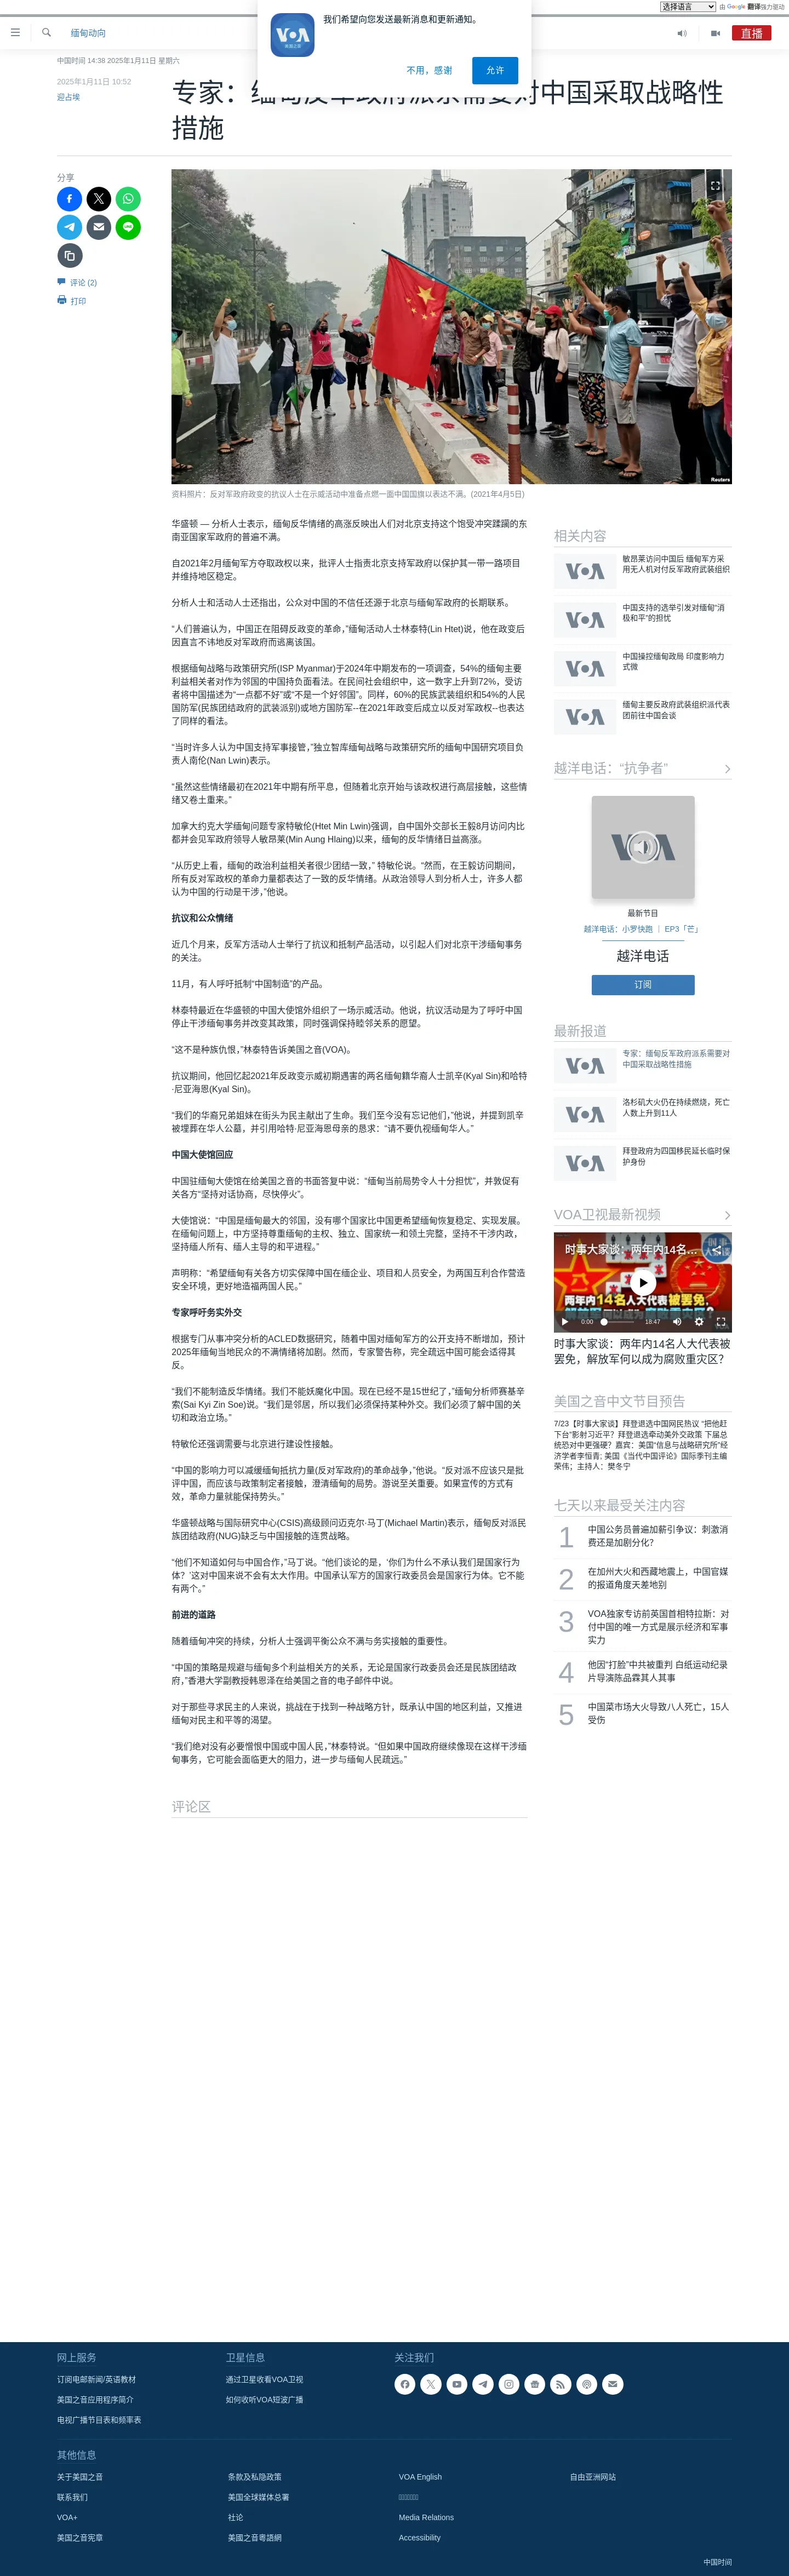 选择语言
由 Google 翻译强力驱动
我们希望向您发送最新消息和更新通知。
不用，感谢
允许
缅甸动向
直播
中国时间 14:38 2025年1月11日 星期六
2025年1月11日 10:52
迎占埃
专家：缅甸反军政府派系需要对中国采取战略性
措施
分享
评论 (2)
打印
Reuters
资料照片：反对军政府政变的抗议人士在示威活动中准备点燃一面中国国旗以表达不满。(2021年4月5日)
华盛顿 — 分析人士表示，缅甸反华情绪的高涨反映出人们对北京支持这个饱受冲突蹂躏的东
南亚国家军政府的普遍不满。
自2021年2月缅甸军方夺取政权以来，批评人士指责北京支持军政府以保护其一带一路项目
并维持地区稳定。
分析人士和活动人士还指出，公众对中国的不信任还源于北京与缅甸军政府的长期联系。
“人们普遍认为，中国正在阻碍反政变的革命，”缅甸活动人士林泰特(Lin Htet)说，他在政变后
因直言不讳地反对军政府而逃离该国。
根据缅甸战略与政策研究所(ISP Myanmar)于2024年中期发布的一项调查，54%的缅甸主要
利益相关者对作为邻国的中国持负面看法。在民间社会组织中，这一数字上升到72%，受访
者将中国描述为“一点都不好”或“不是一个好邻国”。同样，60%的民族武装组织和54%的人民
国防军(民族团结政府的武装派别)或地方国防军--在2021年政变后成立以反对军政权--也表达
了同样的看法。
“当时许多人认为中国支持军事接管，”独立智库缅甸战略与政策研究所的缅甸中国研究项目负
责人南伦(Nan Lwin)表示。
“虽然这些情绪最初在2021年中期有所平息，但随着北京开始与该政权进行高层接触，这些情
绪又卷土重来。”
加拿大约克大学缅甸问题专家特敏伦(Htet Min Lwin)强调，自中国外交部长王毅8月访问内比
都并会见军政府领导人敏昂莱(Min Aung Hlaing)以来，缅甸的反华情绪日益高涨。
“从历史上看，缅甸的政治利益相关者很少团结一致，” 特敏伦说。“然而，在王毅访问期间，
所有反对军政权的革命力量都表达了一致的反华情绪。从政治领导人到分析人士，许多人都
认为中国的行动是干涉，”他说。
抗议和公众情绪
近几个月来，反军方活动人士举行了抗议和抵制产品活动，以引起人们对北京干涉缅甸事务
的关注。
11月，有人呼吁抵制“中国制造”的产品。
林泰特最近在华盛顿的中国大使馆外组织了一场示威活动。他说，抗议活动是为了呼吁中国
停止干涉缅甸事务并改变其政策，同时强调保持睦邻关系的愿望。
“这不是种族仇恨，”林泰特告诉美国之音(VOA)。
抗议期间，他回忆起2021年反政变示威初期遇害的两名缅甸籍华裔人士凯辛(Kyal Sin)和哈特
·尼亚海恩(Kyal Sin)。
“我们的华裔兄弟姐妹在街头为民主献出了生命。我们至今没有忘记他们，”他说，并提到凯辛
被埋葬在华人公墓，并引用哈特·尼亚海恩母亲的恳求：“请不要仇视缅甸华人。”
中国大使馆回应
中国驻缅甸大使馆在给美国之音的书面答复中说：“缅甸当前局势令人十分担忧”，并敦促有
关各方“坚持对话协商，尽快停火”。
大使馆说：“中国是缅甸最大的邻国，没有哪个国家比中国更希望缅甸恢复稳定、实现发展。
在缅甸问题上，中方坚持尊重缅甸的主权、独立、国家统一和领土完整，坚持不干涉内政，
坚持缅人所有、缅人主导的和平进程。”
声明称：“希望缅甸有关各方切实保障中国在缅企业、项目和人员安全，为两国互利合作营造
安全环境，更好地造福两国人民。”
专家呼吁务实外交
根据专门从事冲突分析的ACLED数据研究，随着中国对缅甸军方的公开支持不断增加，预计
2025年缅甸当地民众的不满情绪将加剧。然而，专家警告称，完全疏远中国可能会适得其
反。
“我们不能制造反华情绪。我们不能妖魔化中国。现在已经不是15世纪了，”缅甸分析师赛基辛
索(Sai Kyi Zin Soe)说。“我们是邻居，所以我们必须保持某种外交。我们必须了解中国的关
切和政治立场。”
特敏伦还强调需要与北京进行建设性接触。
“中国的影响力可以减缓缅甸抵抗力量(反对军政府)的革命战争，”他说。“反对派不应该只是批
评中国，而应该与政策制定者接触，澄清缅甸的局势。游说至关重要。如果宣传的方式有
效，革命力量就能保持势头。”
华盛顿战略与国际研究中心(CSIS)高级顾问迈克尔·马丁(Michael Martin)表示，缅甸反对派民
族团结政府(NUG)缺乏与中国接触的连贯战略。
“他们不知道如何与中国合作，”马丁说。“他们谈论的是，‘你们为什么不承认我们是国家行为
体？’这对中国来说不会有太大作用。中国承认军方的国家行政委员会是国家行为体。它不能
有两个。”
前进的道路
随着缅甸冲突的持续，分析人士强调平衡公众不满与务实接触的重要性。
“中国的策略是规避与缅甸多个利益相关方的关系，无论是国家行政委员会还是民族团结政
府，”香港大学副教授韩恩泽在给美国之音的电子邮件中说。
对于那些寻求民主的人来说，挑战在于找到一种战略方针，既承认中国的地区利益，又推进
缅甸对民主和平等的渴望。
“我们绝对没有必要憎恨中国或中国人民，”林泰特说。“但如果中国政府继续像现在这样干涉缅
甸事务，它可能会面临更大的阻力，进一步与缅甸人民疏远。”
评论区
相关内容
敏昂莱访问中国后 缅甸军方采
用无人机对付反军政府武装组织
中国支持的选举引发对缅甸“消
极和平”的担忧
中国操控缅甸政局 印度影响力
式微
缅甸主要反政府武装组织派代表
团前往中国会谈
越洋电话：“抗争者”
最新节目
越洋电话：小罗快跑 ｜ EP3「芒」
越洋电话
订阅
最新报道
专家：缅甸反军政府派系需要对
中国采取战略性措施
洛杉矶大火仍在持续燃烧，死亡
人数上升到11人
拜登政府为四国移民延长临时保
护身份
VOA卫视最新视频
时事大家谈：两年内14名…
两年内14名人大代表被罢免，
解放军何以成为腐败重灾区？
0:00
18:47
时事大家谈：两年内14名人大代表被
罢免，解放军何以成为腐败重灾区？
美国之音中文节目预告
7/23【时事大家谈】拜登退选中国网民热议 “把他赶
下台”影射习近平？拜登退选牵动美外交政策 下届总
统恐对中更强硬？嘉宾：美国“信息与战略研究所”经
济学者李恒青; 美国《当代中国评论》国际季刊主编
荣伟；主持人：樊冬宁
七天以来最受关注内容
1
中国公务员普遍加薪引争议：刺激消
费还是加剧分化？
2
在加州大火和西藏地震上，中国官媒
的报道角度天差地别
3
VOA独家专访前英国首相特拉斯：对
付中国的唯一方式是展示经济和军事
实力
4
他因“打脸”中共被重判 白纸运动纪录
片导演陈品霖其人其事
5
中国菜市场大火导致八人死亡，15人
受伤
网上服务
订阅电邮新闻/英语教材
美国之音应用程序简介
电视广播节目表和频率表
卫星信息
通过卫星收看VOA卫视
如何收听VOA短波广播
关注我们
其他信息
关于美国之音
联系我们
VOA+
美国之音宪章
条款及私隐政策
美国全球媒体总署
社论
美國之音粵語網
VOA English
Media Relations
Accessibility
自由亚洲网站
中国时间